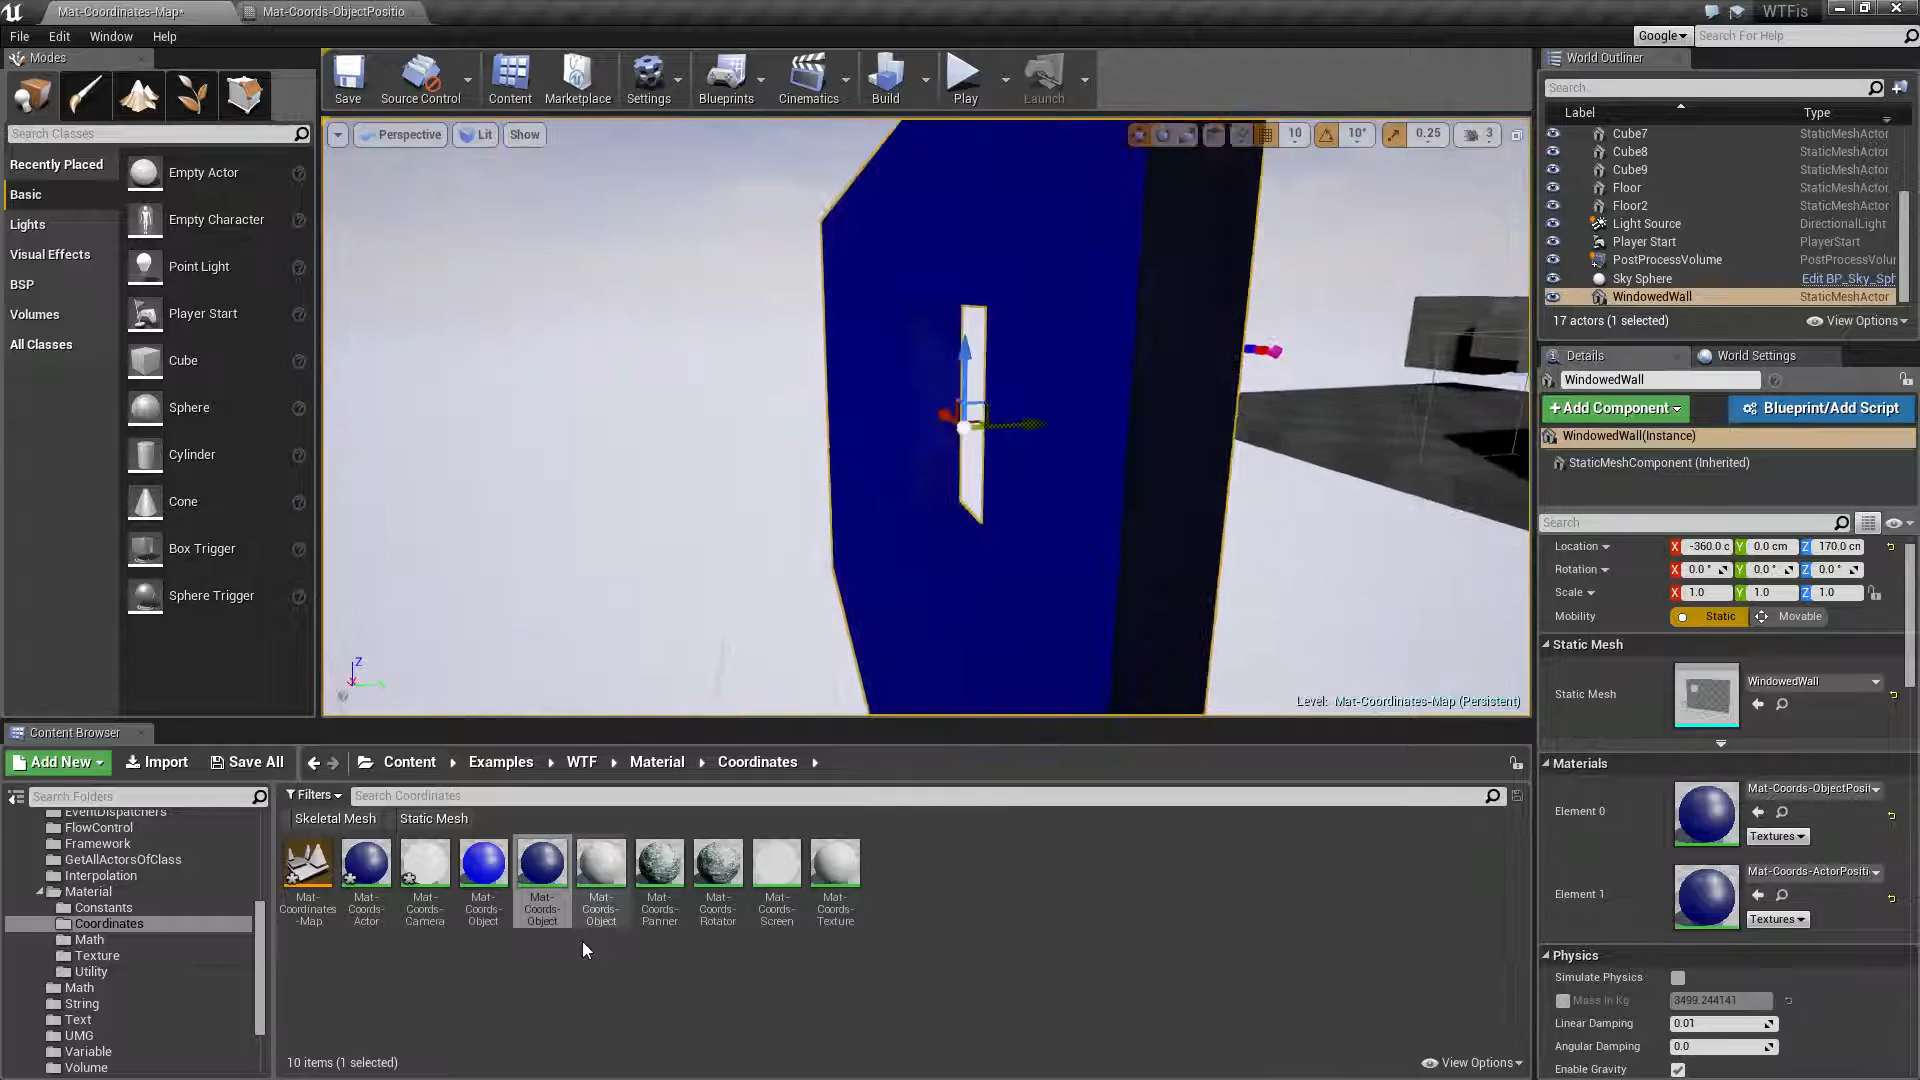 Mat-Coordinates-Map*
Mat-Coords-ObjectPositio
WTFis
File Edit Window Help
Google
Search For Help
Modes
Search Classes
Recently Placed
Basic
Lights
Visual Effects
BSP
Volumes
All Classes
Empty Actor
Empty Character
Point Light
Player Start
Cube
Sphere
Cylinder
Cone
Box Trigger
Sphere Trigger
Save
Source Control
Content
Marketplace
Settings
Blueprints
Cinematics
Build
Play
Launch
Perspective
Lit
Show
10
10°
0.25
3
Z
Level: Mat-Coordinates-Map (Persistent)
World Outliner
Search...
Label Type
Cube7 StaticMeshActor
Cube8 StaticMeshActor
Cube9 StaticMeshActor
Floor StaticMeshActor
Floor2 StaticMeshActor
Light Source DirectionalLight
Player Start PlayerStart
PostProcessVolume PostProcessVolur
Sky Sphere Edit BP_Sky_Sph
WindowedWall StaticMeshActor
17 actors (1 selected)
View Options
Details
World Settings
WindowedWall
+Add Component
Blueprint/Add Script
WindowedWall(Instance)
StaticMeshComponent (Inherited)
Search
Location X -360.0 c Y 0.0 cm Z 170.0 cm
Rotation X 0.0 ° Y 0.0 ° Z 0.0 °
Scale X 1.0 Y 1.0 Z 1.0
Mobility Static Movable
Static Mesh
Static Mesh
WindowedWall
Materials
Element 0
Mat-Coords-ObjectPosit
Textures
Element 1
Mat-Coords-ActorPositi
Textures
Physics
Simulate Physics
Mass In Kg 3499.244141
Linear Damping 0.01
Angular Damping 0.0
Enable Gravity
Content Browser
Add New
Import
Save All
Content
Examples
WTF
Material
Coordinates
Search Folders
Filters
Search Coordinates
Skeletal Mesh
Static Mesh
EventDispatchers
FlowControl
Framework
GetAllActorsOfClass
Interpolation
Material
Constants
Coordinates
Math
Texture
Utility
Math
String
Text
UMG
Variable
Volume
Mat-
Coordinates
-Map
Mat-
Coords-
Actor
Mat-
Coords-
Camera
Mat-
Coords-
Object
Mat-
Coords-
Object
Mat-
Coords-
Object
Mat-
Coords-
Panner
Mat-
Coords-
Rotator
Mat-
Coords-
Screen
Mat-
Coords-
Texture
10 items (1 selected)
View Options